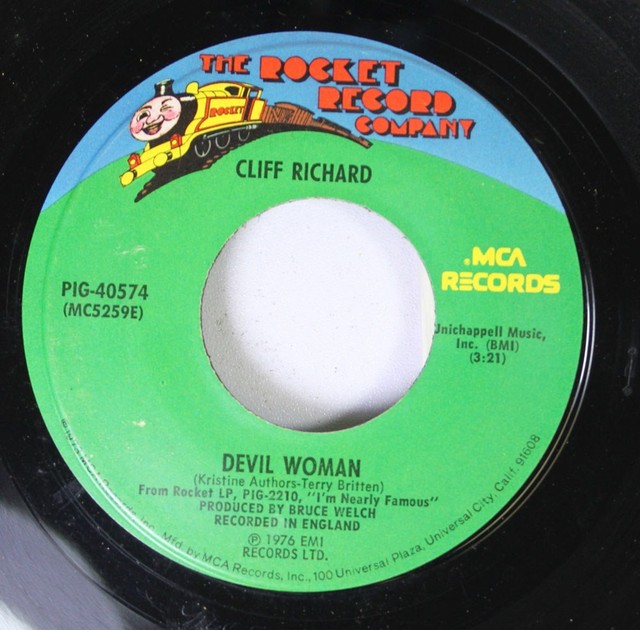 THE ROCKET
RECORD
COMPANY
ROCKET
CLIFF RICHARD
.MCA
RECORDS
PIG-40574
(MC5259E)
Unichappell Music,
Inc. (BMI)
(3:21)
DEVIL WOMAN
(Kristine Authors-Terry Britten)
From Rocket LP, PIG-2210, "I'm Nearly Famous"
PRODUCED BY BRUCE WELCH
RECORDED IN ENGLAND
℗ 1976 EMI
RECORDS LTD.
Inc. Mfd. by MCA Records, Inc., 100 Universal Plaza, Universal City, Calif. 91608